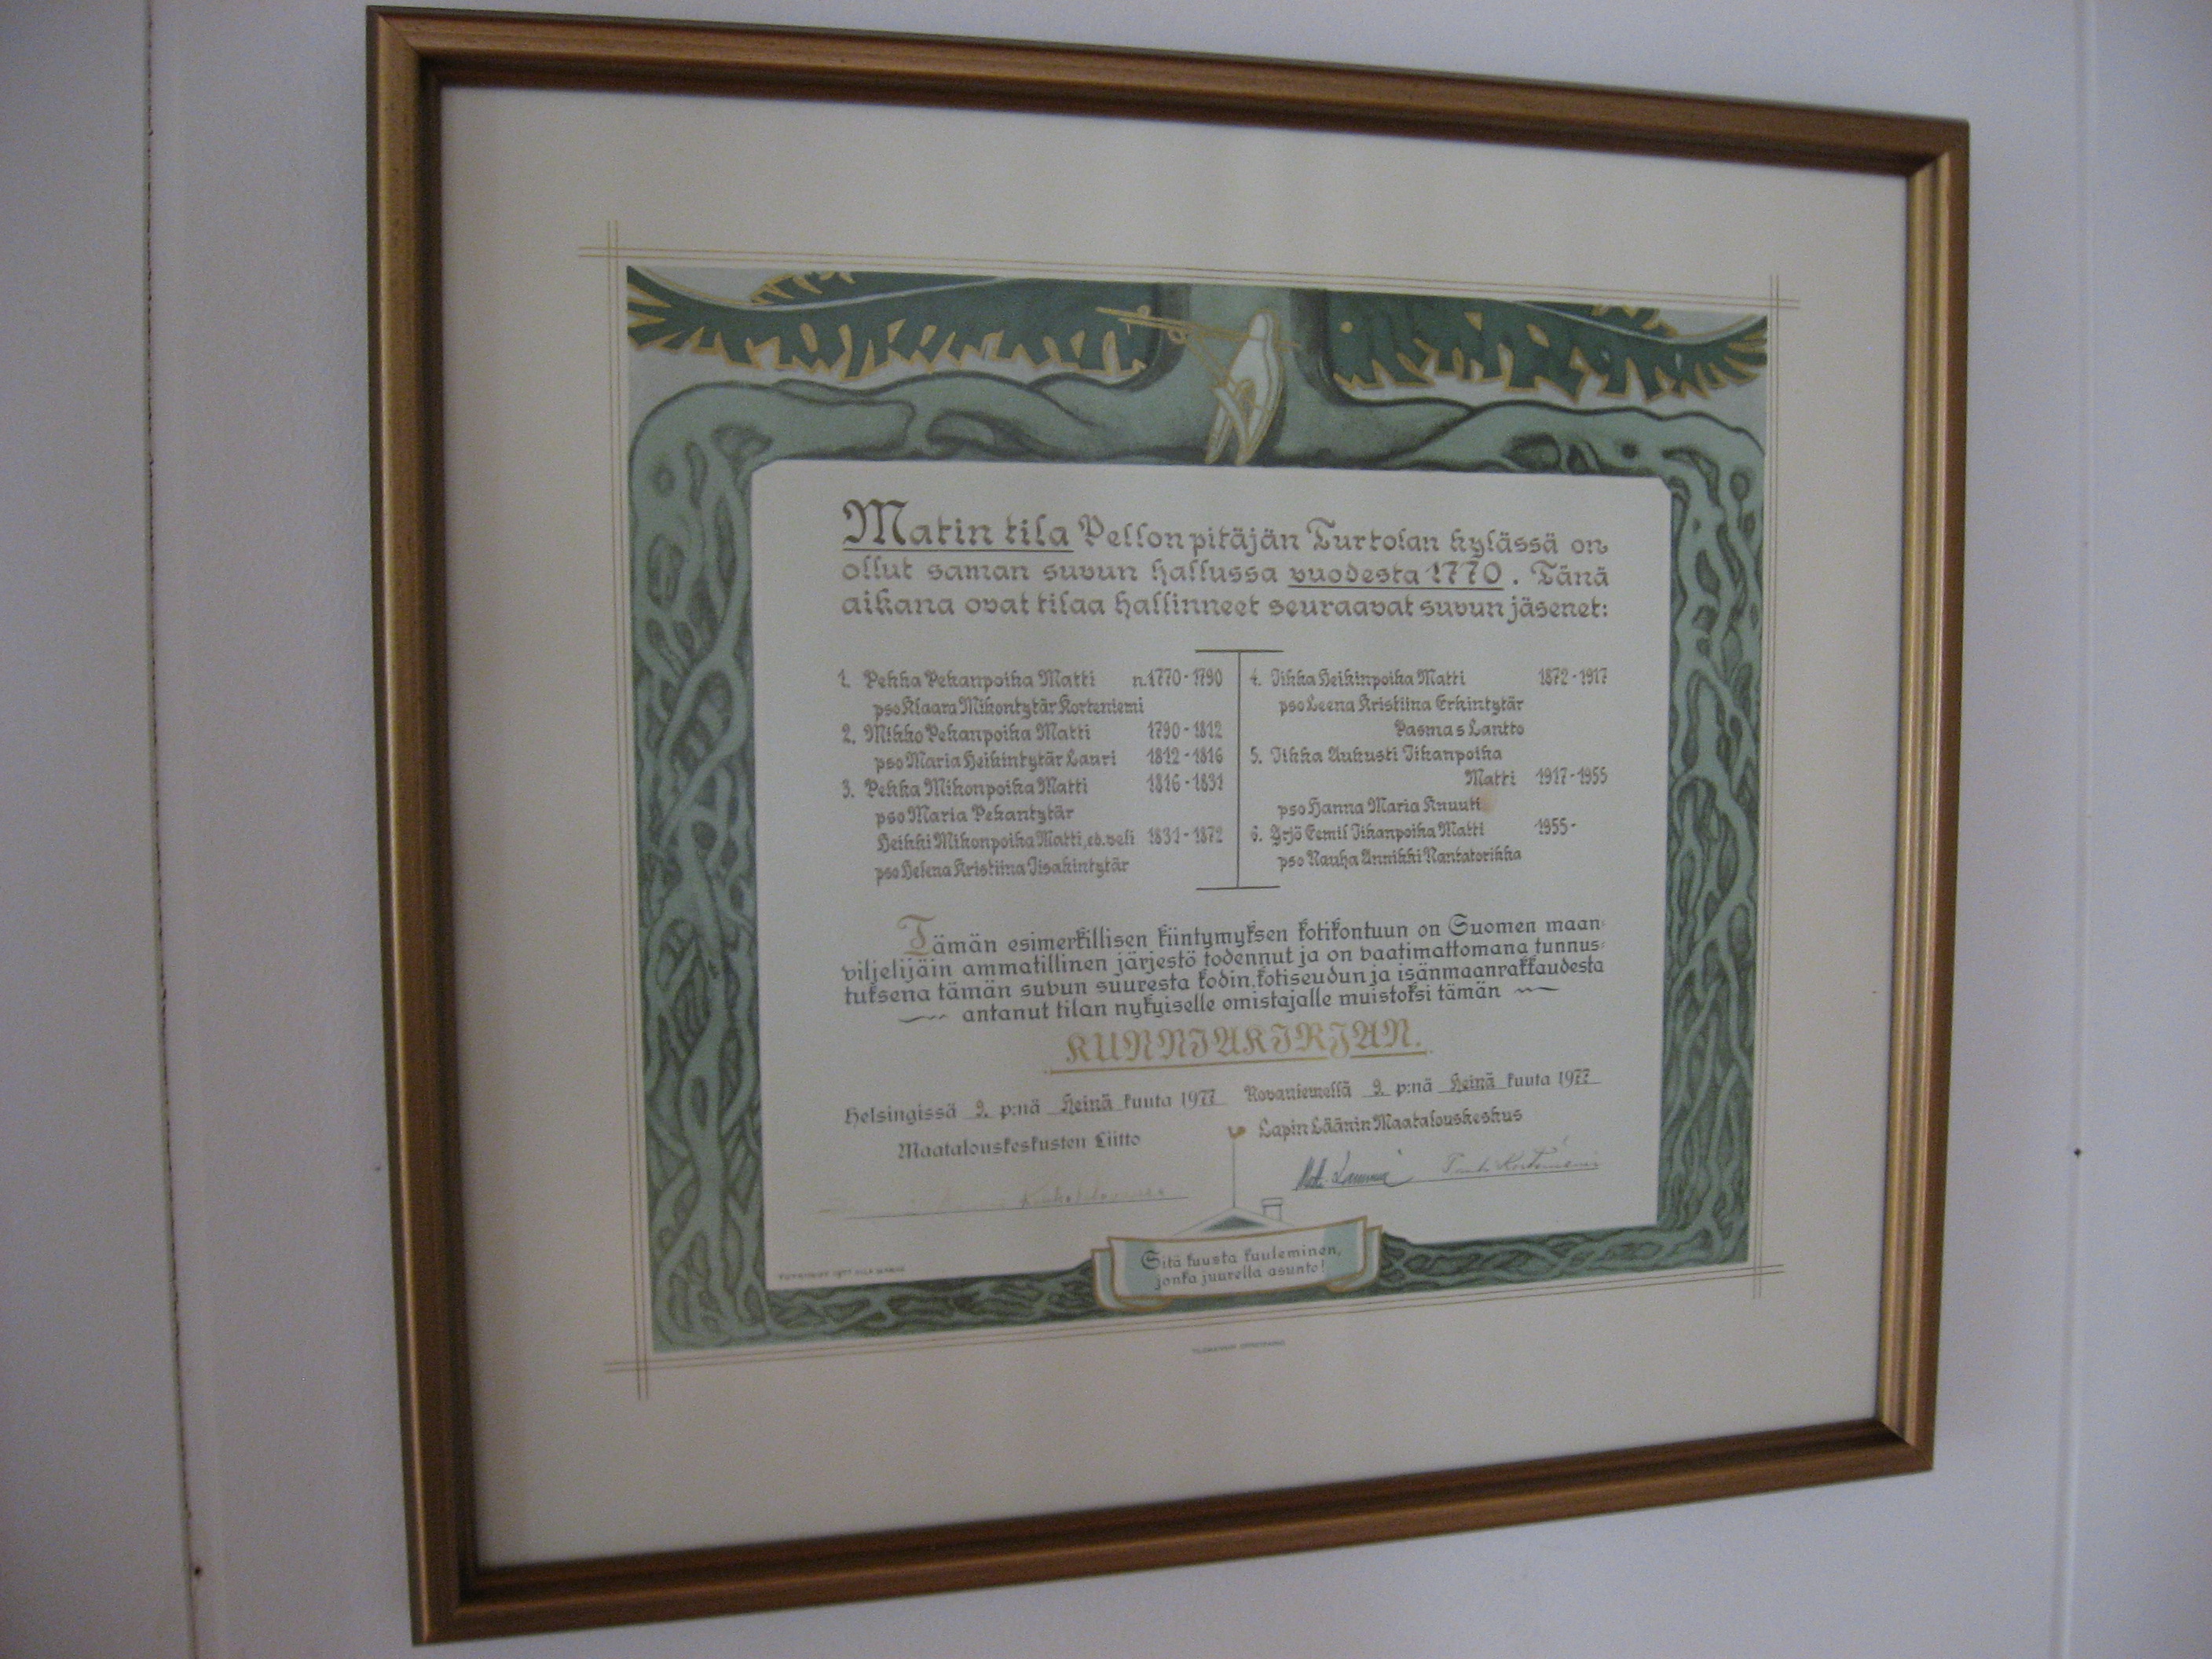 Matin tila Pellon pitäjän Turtolan kylässä on
ollut saman suvun hallussa vuodesta 1770. Tänä
aikana ovat tilaa hallinneet seuraavat suvun jäsenet:
1. Pekka Pekanpoika Matti n.1770-1790
pso Klaara Mikontytär Korteniemi
2. Mikko Pekanpoika Matti 1790-1812
pso Maria Heikintytär Lauri 1812-1816
3. Pekka Mikonpoika Matti 1816-1831
pso Maria Pekantytär
Heikki Mikonpoika Matti, ed. veli 1831-1872
pso Helena Kristiina Iisakintytär
4. Iikka Heikinpoika Matti 1872-1917
pso Leena Kristiina Erkintytär
Pasmas Lantto
5. Iikka Aukusti Iikanpoika
Matti 1917-1955
pso Hanna Maria Knuuti
6. Yrjö Eemil Iikanpoika Matti 1955-
pso Rauha Annikki Rantatorikka
Tämän esimerkillisen kiintymyksen kotikontuun on Suomen maan-
viljelijäin ammatillinen järjestö todennut ja on vaatimattomana tunnus-
tuksena tämän suvun suuresta kodin, kotiseudun ja isänmaanrakkaudesta
antanut tilan nykyiselle omistajalle muistoksi tämän
KUNNIAKIRJAN.
Helsingissä 9. p:nä Heinä kuuta 1977 Rovaniemellä 9. p:nä Heinä kuuta 1977
Maatalouskeskusten Liitto Lapin Läänin Maatalouskeskus
Sitä kuusta kuuleminen,
jonka juurella asunto!